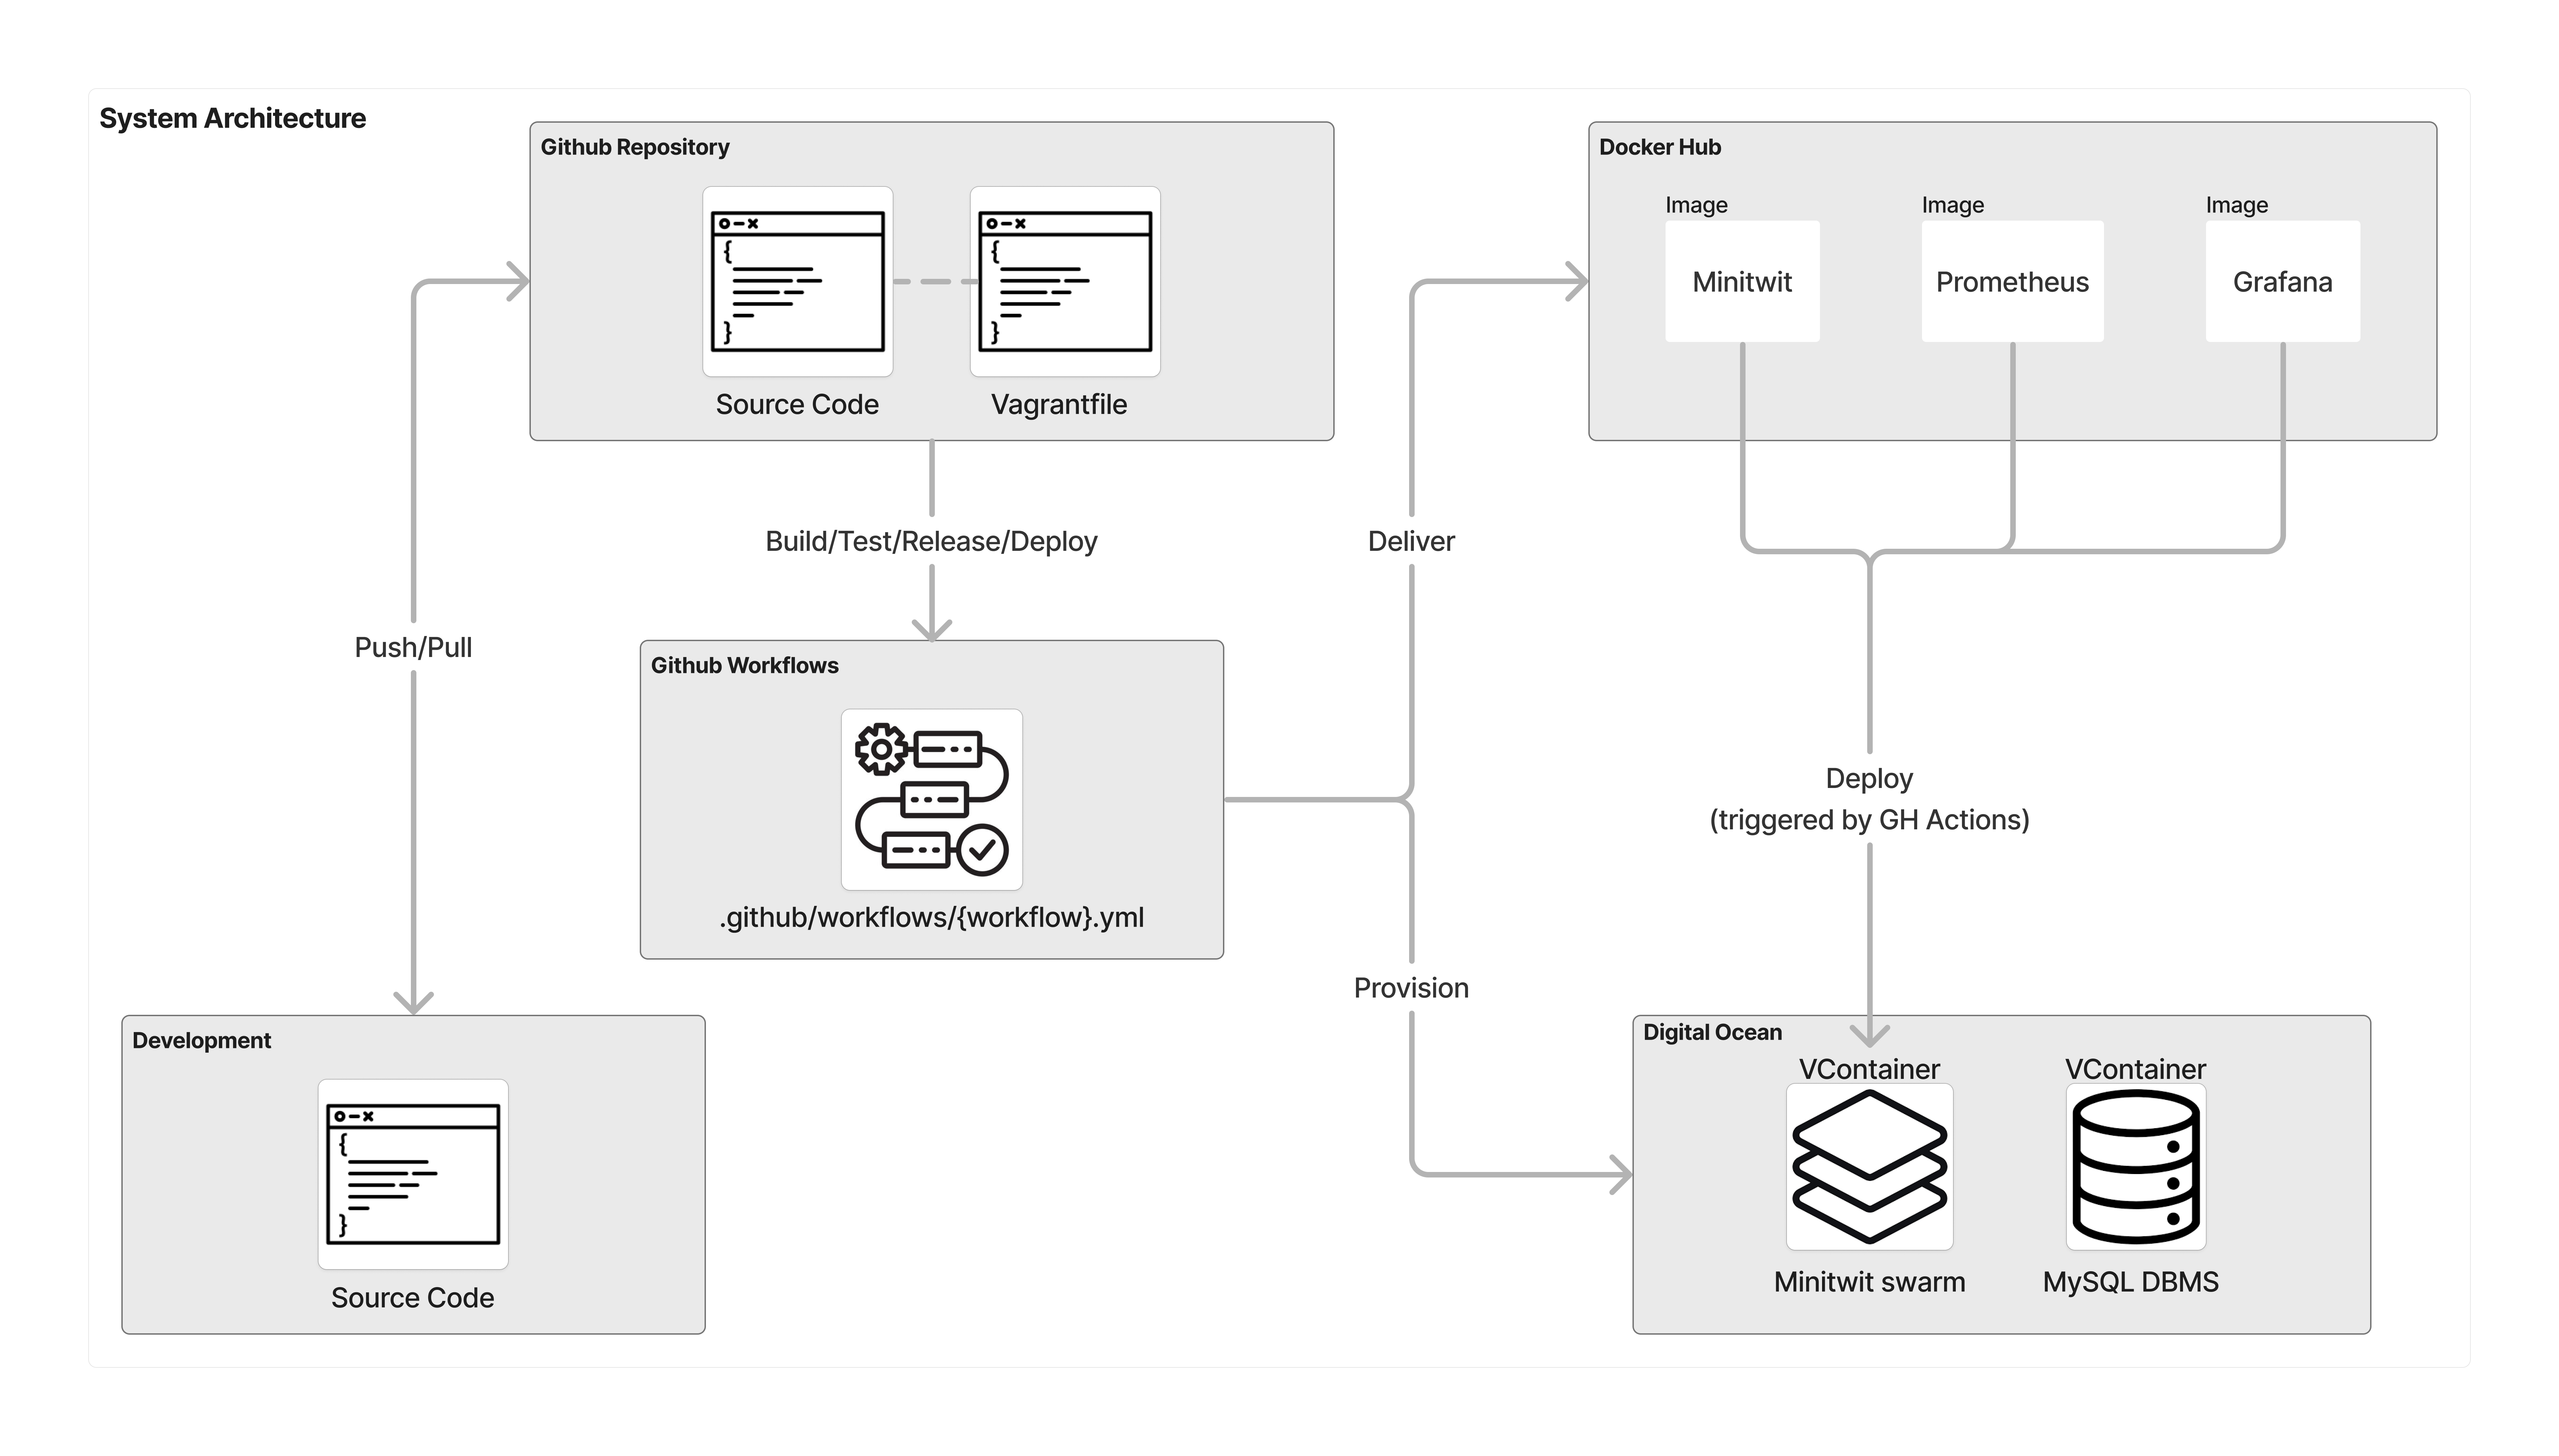 System Architecture
Github Repository
Source Code
Vagrantfile
Docker Hub
Image
Minitwit
Image
Prometheus
Image
Grafana
Build/Test/Release/Deploy
Deliver
Push/Pull
Github Workflows
.github/workflows/{workflow}.yml
Deploy
(triggered by GH Actions)
Provision
Development
Source Code
Digital Ocean
VContainer
Minitwit swarm
VContainer
MySQL DBMS